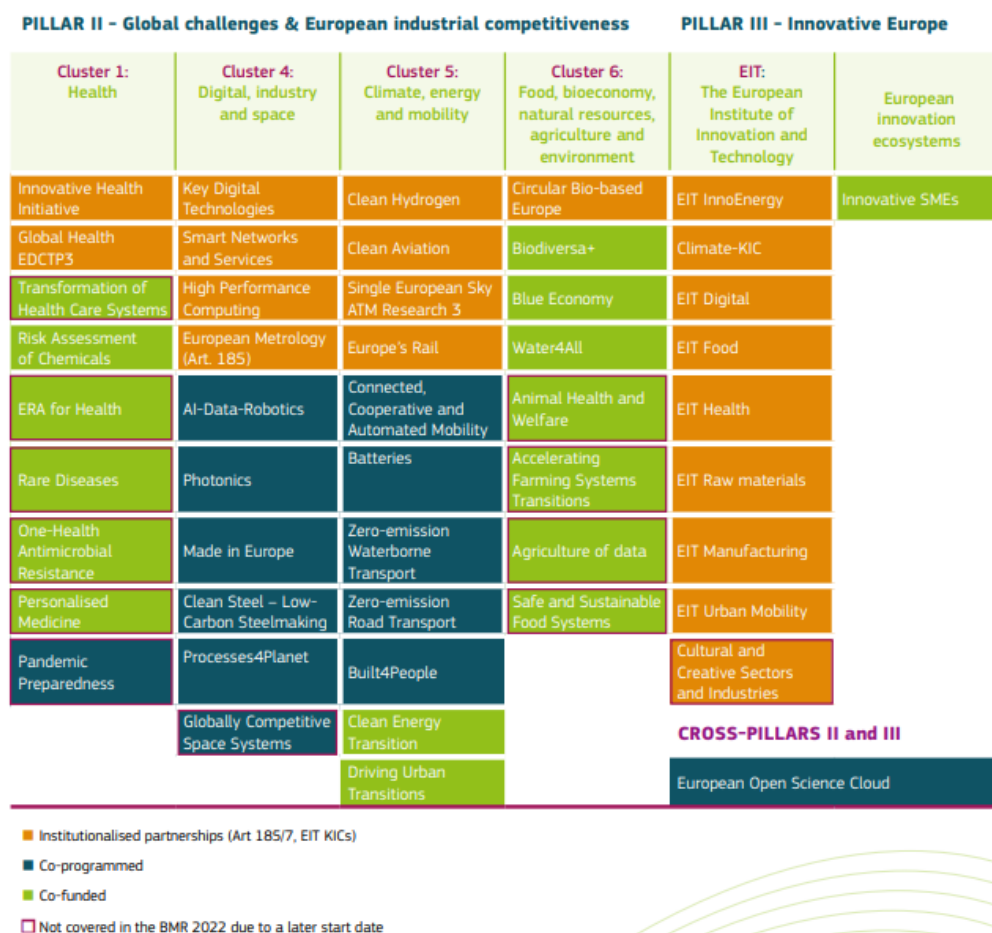 PILLAR II - Global challenges & European industrial competitiveness
PILLAR III - Innovative Europe
Cluster 1:
Health
Cluster 4:
Digital, industry
and space
Cluster 5:
Climate, energy
and mobility
Cluster 6:
Food, bioeconomy,
natural resources,
agriculture and
environment
EIT:
The European
Institute of
Innovation and
Technology
European
innovation
ecosystems
Innovative Health
Initiative
Key Digital
Technologies
Clean Hydrogen
Circular Bio-based
Europe
EIT InnoEnergy
Innovative SMEs
Global Health
EDCTP3
Smart Networks
and Services
Clean Aviation
Biodiversa+
Climate-KIC
Transformation of
Health Care Systems
High Performance
Computing
Single European Sky
ATM Research 3
Blue Economy
EIT Digital
Risk Assessment
of Chemicals
European Metrology
(Art. 185)
Europe's Rail
Water4All
EIT Food
ERA for Health
AI-Data-Robotics
Connected,
Cooperative and
Automated Mobility
Animal Health and
Welfare
EIT Health
Rare Diseases
Photonics
Batteries
Accelerating
Farming Systems
Transitions
EIT Raw materials
One-Health
Antimicrobial
Resistance
Made in Europe
Zero-emission
Waterborne
Transport
Agriculture of data
EIT Manufacturing
Personalised
Medicine
Clean Steel – Low-
Carbon Steelmaking
Zero-emission
Road Transport
Safe and Sustainable
Food Systems
EIT Urban Mobility
Pandemic
Preparedness
Processes4Planet
Built4People
Cultural and
Creative Sectors
and Industries
Globally Competitive
Space Systems
Clean Energy
Transition
CROSS-PILLARS II and III
Driving Urban
Transitions
European Open Science Cloud
Institutionalised partnerships (Art 185/7, EIT KICs)
Co-programmed
Co-funded
Not covered in the BMR 2022 due to a later start date